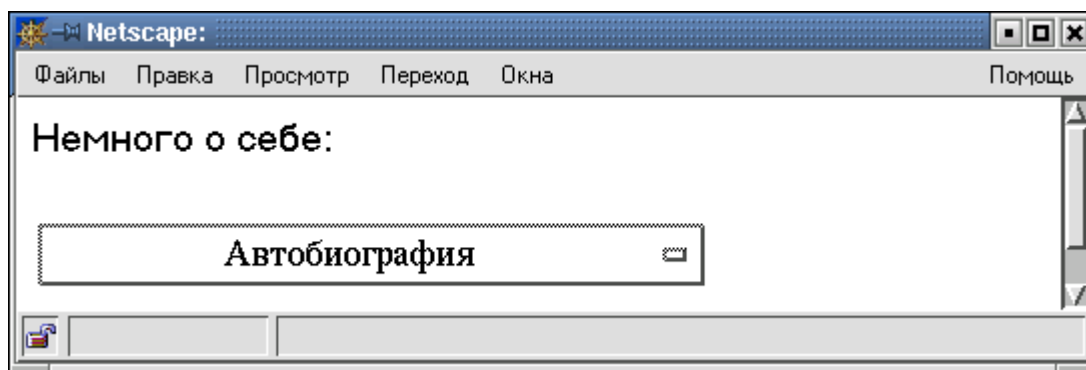 Netscape:
Файлы Правка Просмотр Переход Окна Помощь
Немного о себе:
Автобиография